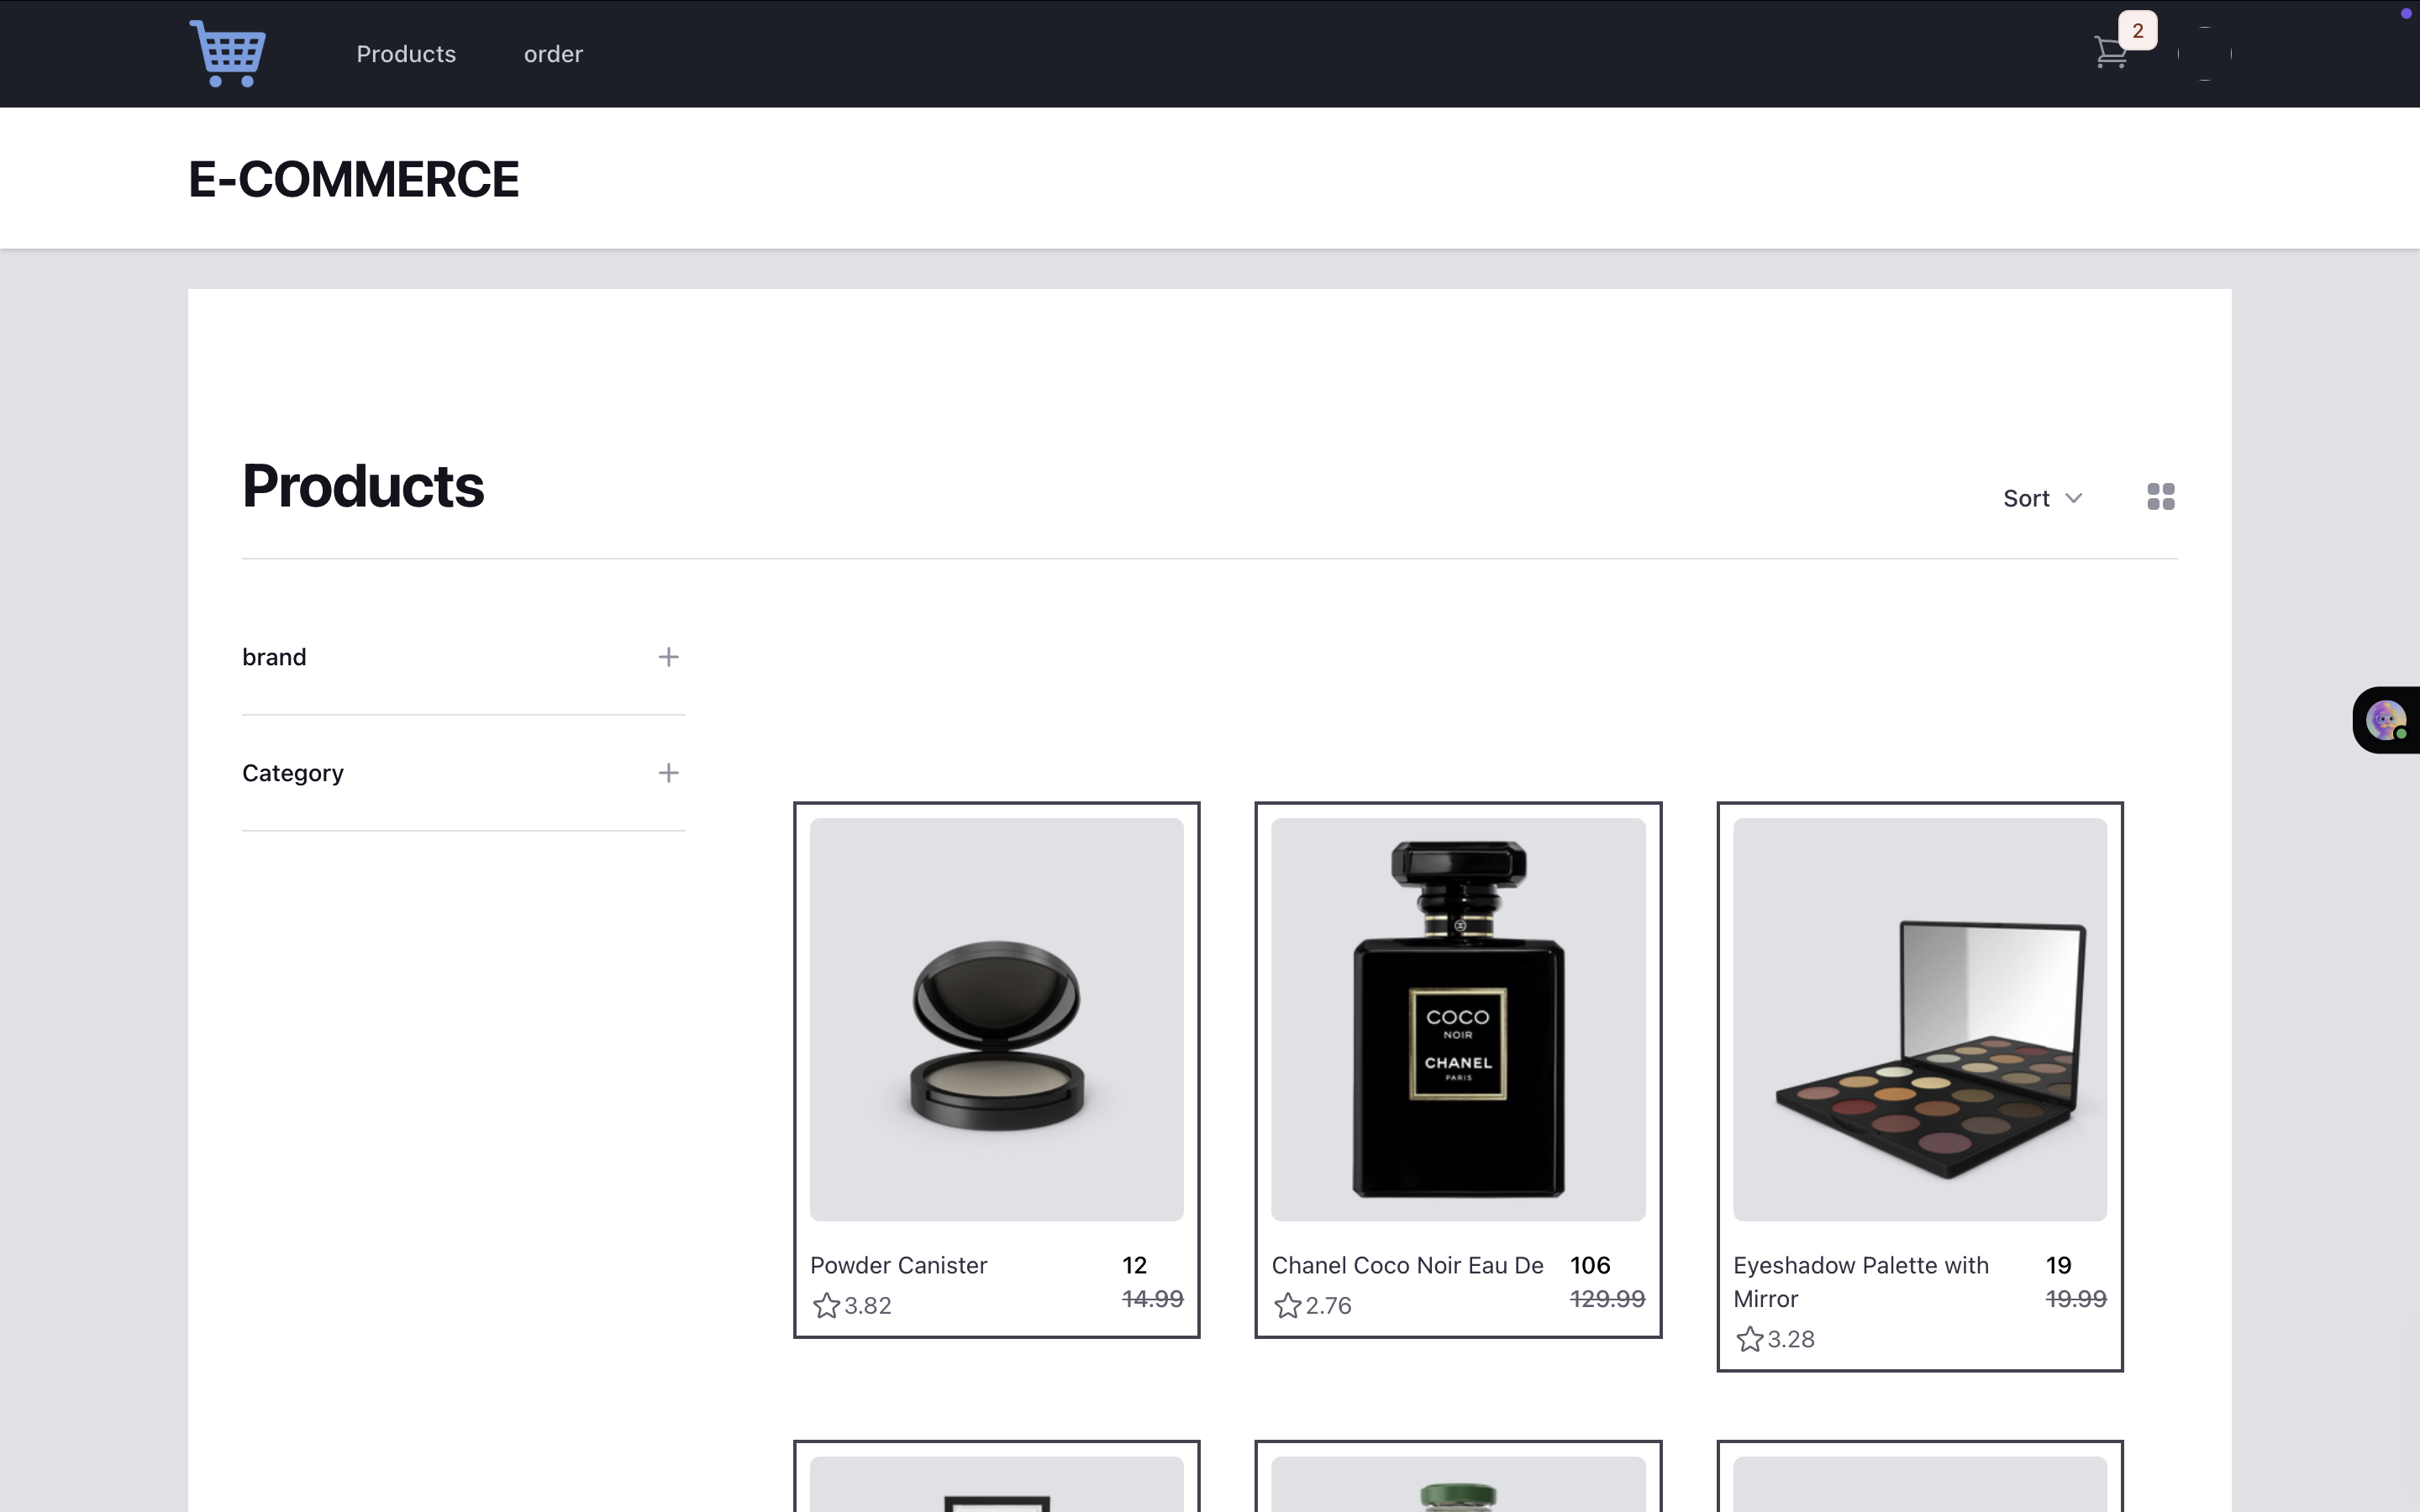 Products
order
2
E-COMMERCE
Products
Sort
brand
Category
COCO
NOIR
CHANEL
PARIS
Powder Canister
12
3.82
14.99
Chanel Coco Noir Eau De
106
2.76
129.99
Eyeshadow Palette with
Mirror
19
19.99
3.28